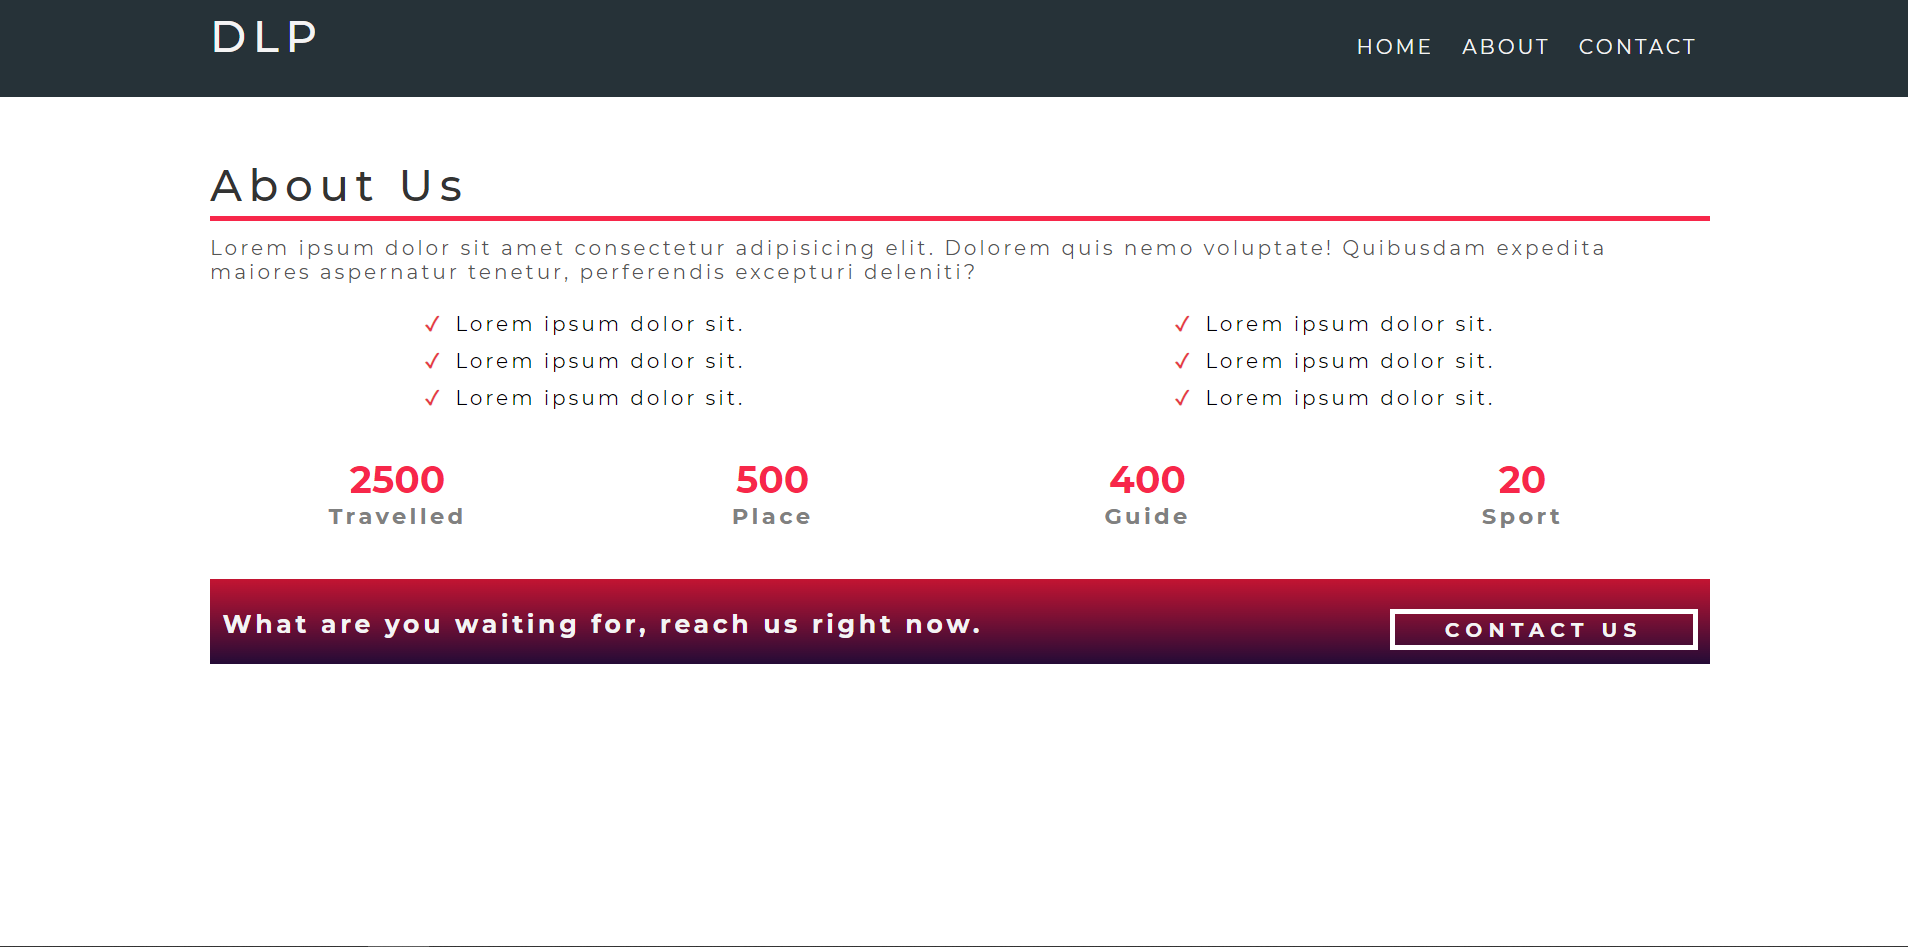 DLP
HOME ABOUT CONTACT
About Us
Lorem ipsum dolor sit amet consectetur adipisicing elit. Dolorem quis nemo voluptate! Quibusdam expedita
maiores aspernatur tenetur, perferendis excepturi deleniti?
✓ Lorem ipsum dolor sit.
✓ Lorem ipsum dolor sit.
✓ Lorem ipsum dolor sit.
✓ Lorem ipsum dolor sit.
✓ Lorem ipsum dolor sit.
✓ Lorem ipsum dolor sit.
2500
Travelled
500
Place
400
Guide
20
Sport
What are you waiting for, reach us right now.
CONTACT US